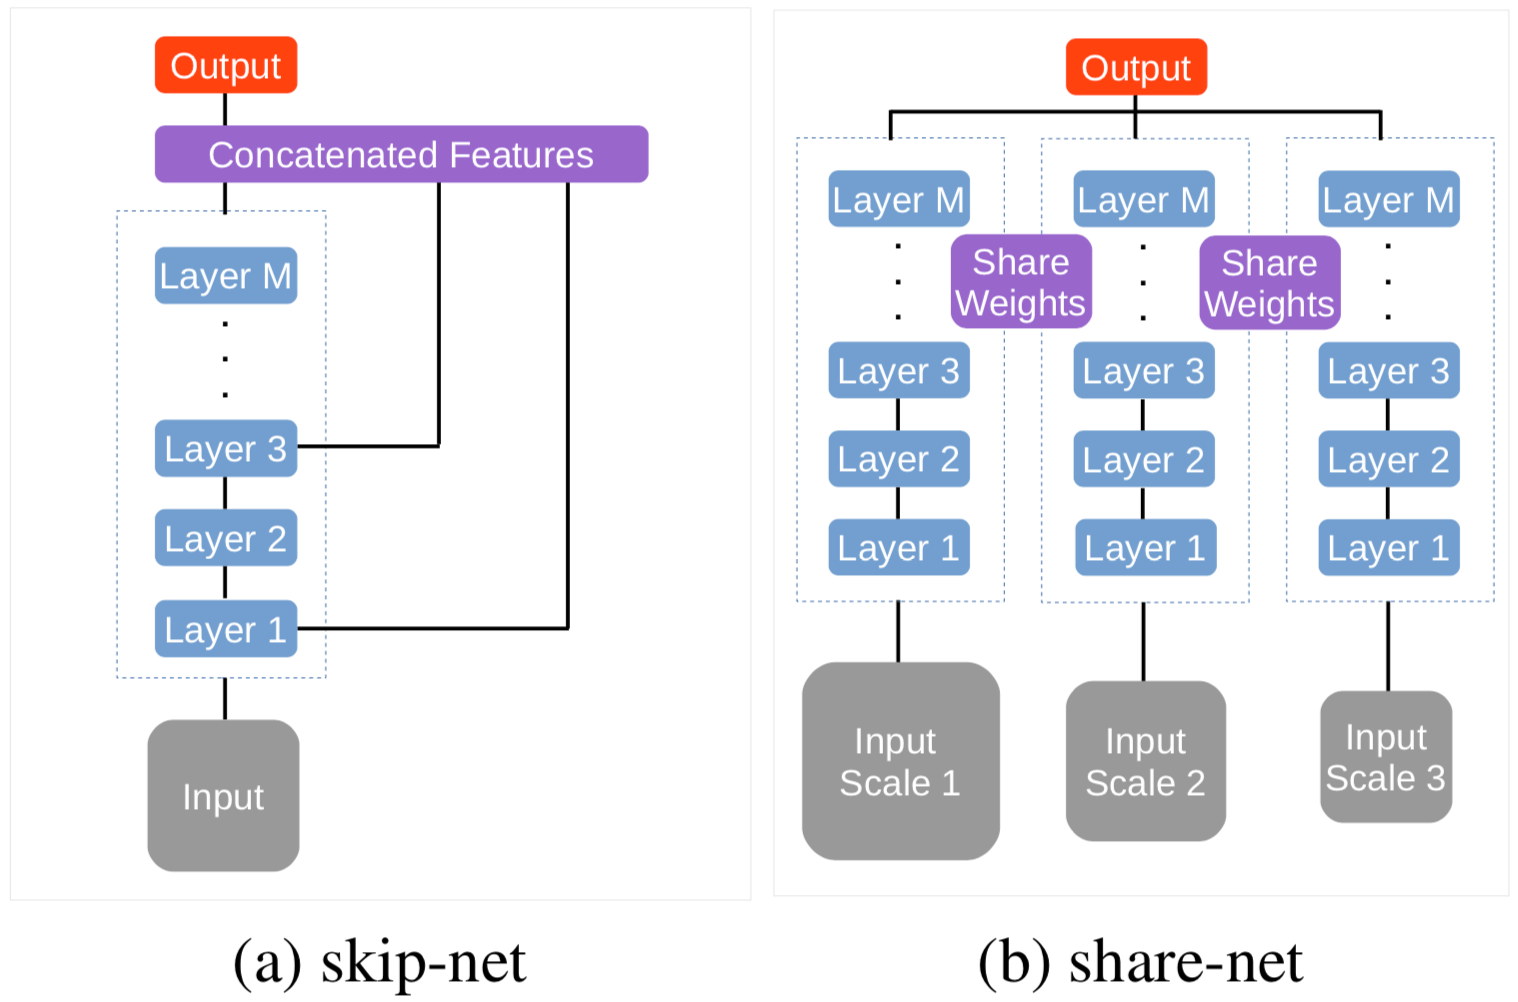 Output
Concatenated Features
Layer M
Layer 3
Layer 2
Layer 1
Input
(a) skip-net
Output
Layer M
Layer 3
Layer 2
Layer 1
Input
Scale 1
Share
Weights
Layer M
Layer 3
Layer 2
Layer 1
Input
Scale 2
Share
Weights
Layer M
Layer 3
Layer 2
Layer 1
Input
Scale 3
(b) share-net